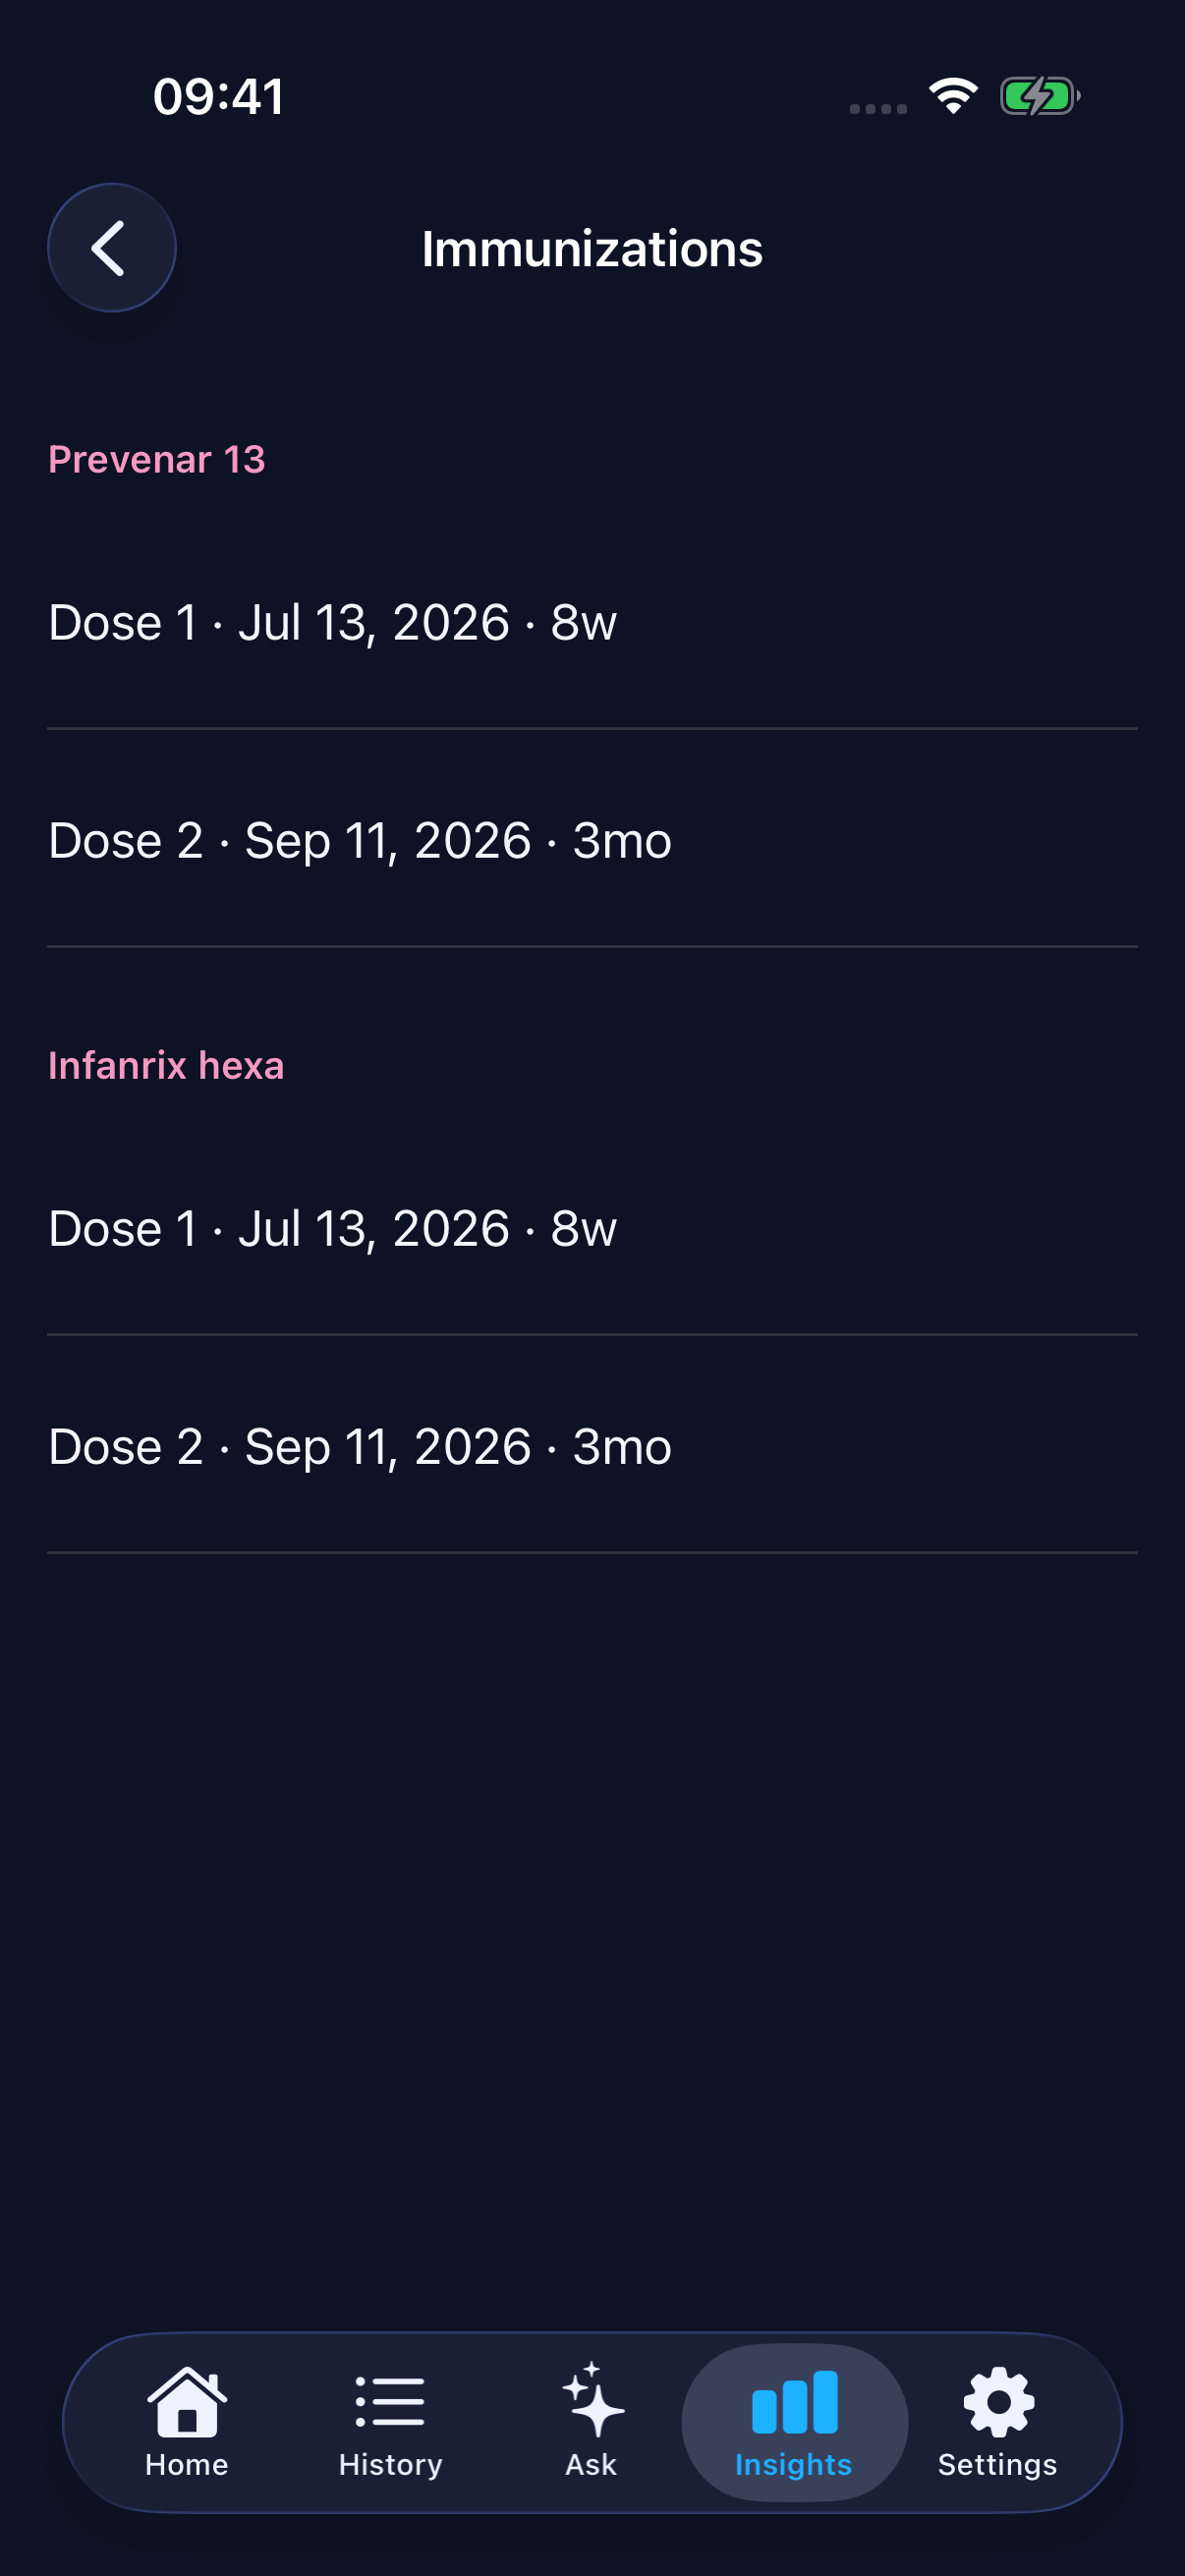 09:41
Immunizations
Prevenar 13
Dose 1 · Jul 13, 2026 · 8w
Dose 2 · Sep 11, 2026 · 3mo
Infanrix hexa
Dose 1 · Jul 13, 2026 · 8w
Dose 2 · Sep 11, 2026 · 3mo
Home History Ask Insights Settings